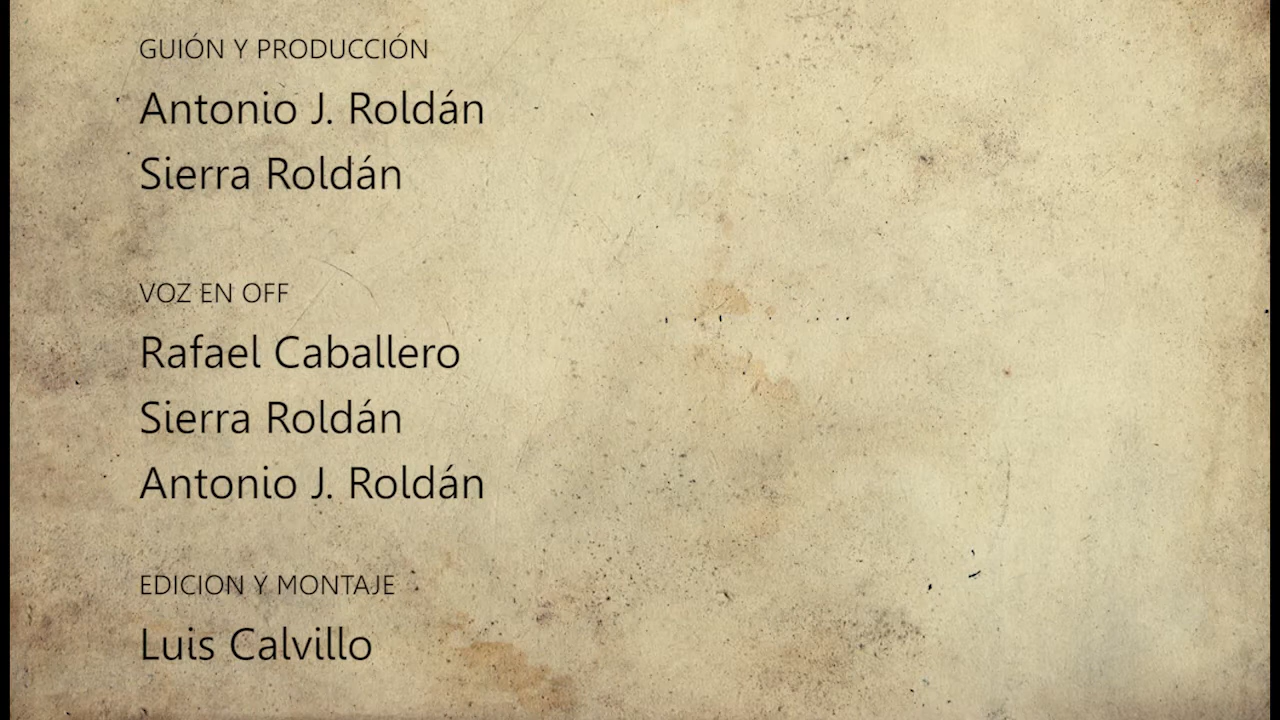 GUIÓN Y PRODUCCIÓN
Antonio J. Roldán
Sierra Roldán
VOZ EN OFF
Rafael Caballero
Sierra Roldán
Antonio J. Roldán
EDICION Y MONTAJE
Luis Calvillo